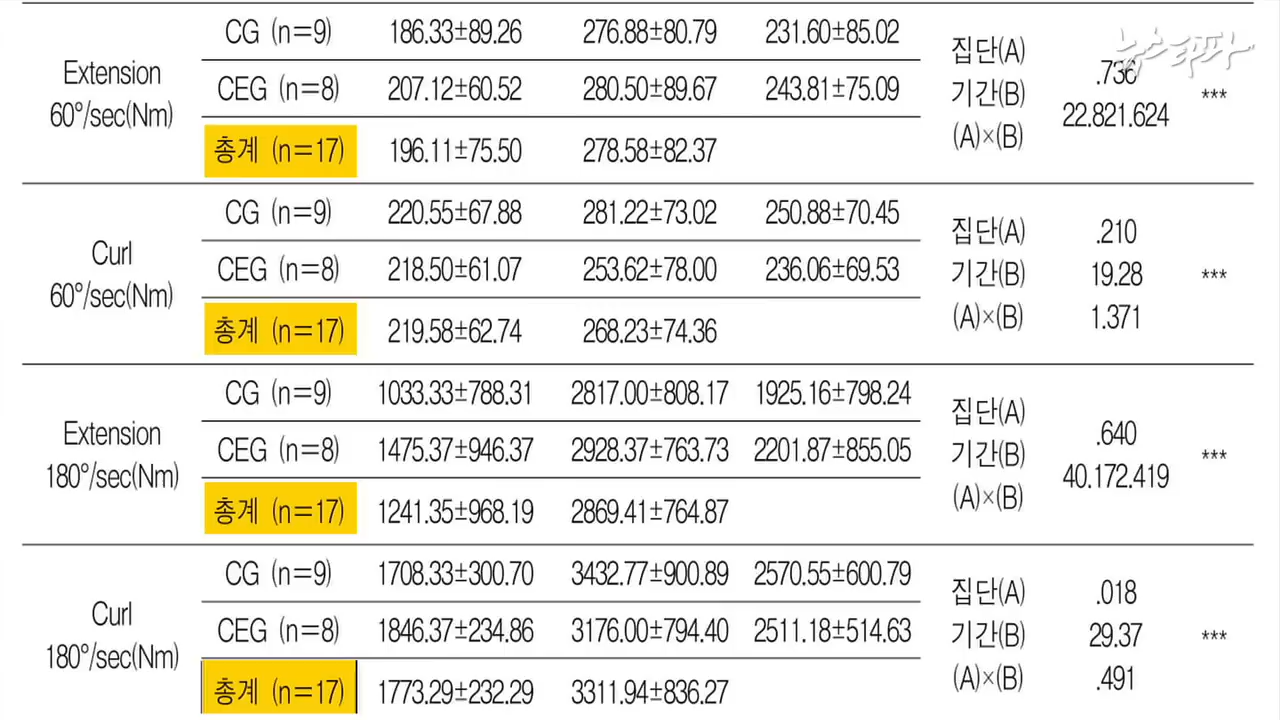 CG (n=9) 186.33±89.26 276.88±80.79 231.60±85.02
Extension 60°/sec(Nm)
CEG (n=8) 207.12±60.52 280.50±89.67 243.81±75.09
총계 (n=17) 196.11±75.50 278.58±82.37
집단(A)
기간(B)
(A)×(B)
.736
22.821.624
***
뉴스타파
CG (n=9) 220.55±67.88 281.22±73.02 250.88±70.45
Curl 60°/sec(Nm)
CEG (n=8) 218.50±61.07 253.62±78.00 236.06±69.53
총계 (n=17) 219.58±62.74 268.23±74.36
집단(A) .210
기간(B) 19.28 ***
(A)×(B) 1.371
CG (n=9) 1033.33±788.31 2817.00±808.17 1925.16±798.24
Extension 180°/sec(Nm)
CEG (n=8) 1475.37±946.37 2928.37±763.73 2201.87±855.05
총계 (n=17) 1241.35±968.19 2869.41±764.87
집단(A)
기간(B)
(A)×(B)
.640
40.172.419
***
CG (n=9) 1708.33±300.70 3432.77±900.89 2570.55±600.79
Curl 180°/sec(Nm)
CEG (n=8) 1846.37±234.86 3176.00±794.40 2511.18±514.63
총계 (n=17) 1773.29±232.29 3311.94±836.27
집단(A) .018
기간(B) 29.37 ***
(A)×(B) .491